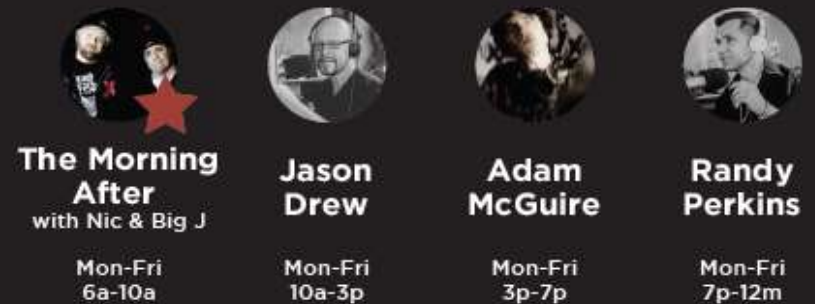 The Morning
After
with Nic & Big J
Mon-Fri
6a-10a
Jason
Drew
Mon-Fri
10a-3p
Adam
McGuire
Mon-Fri
3p-7p
Randy
Perkins
Mon-Fri
7p-12m